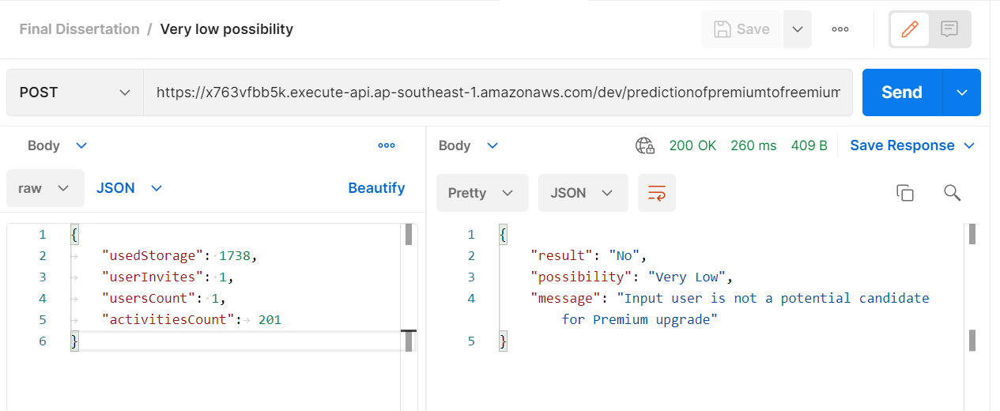 Final Dissertation / Very low possibility
Save
POST
https://x763vfbb5k.execute-api.ap-southeast-1.amazonaws.com/dev/predictionofpremiumtofreemium
Send
Body
raw
JSON
Beautify
1 {
2 "usedStorage": 1738,
3 "userInvites": 1,
4 "usersCount": 1,
5 "activitiesCount": 201
6 }
Body
200 OK 260 ms 409 B
Save Response
Pretty
JSON
1 {
2 "result": "No",
3 "possibility": "Very Low",
4 "message": "Input user is not a potential candidate
for Premium upgrade"
5 }